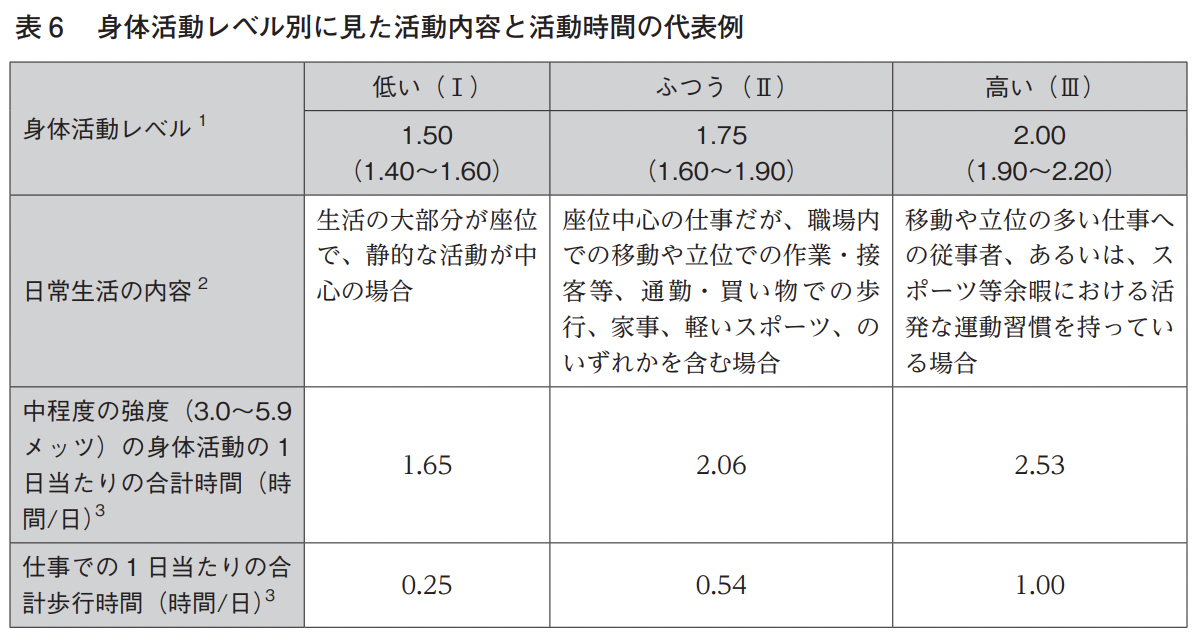 表6　身体活動レベル別に見た活動内容と活動時間の代表例
身体活動レベル1
低い（Ⅰ）
ふつう（Ⅱ）
高い（Ⅲ）
1.50
（1.40～1.60）
1.75
（1.60～1.90）
2.00
（1.90～2.20）
日常生活の内容2
生活の大部分が座位
で、静的な活動が中
心の場合
座位中心の仕事だが、職場内
での移動や立位での作業・接
客等、通勤・買い物での歩
行、家事、軽いスポーツ、の
いずれかを含む場合
移動や立位の多い仕事へ
の従事者、あるいは、ス
ポーツ等余暇における活
発な運動習慣を持ってい
る場合
中程度の強度（3.0～5.9
メッツ）の身体活動の1
日当たりの合計時間（時
間/日）3
1.65
2.06
2.53
仕事での1日当たりの合
計歩行時間（時間/日）3
0.25
0.54
1.00